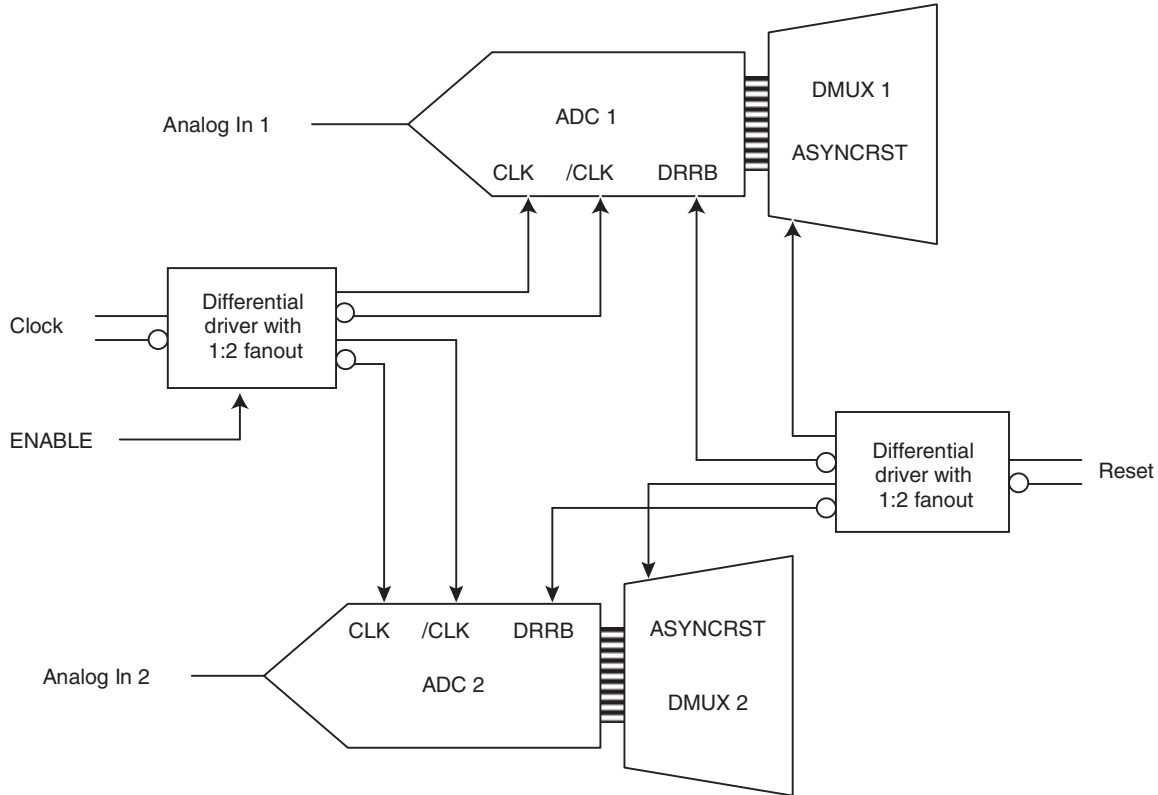 DMUX 1
ADC 1
Analog In 1
ASYNCRST
CLK /CLK DRRB
Differential
driver with
1:2 fanout
Clock
ENABLE
Differential
driver with
1:2 fanout
Reset
CLK /CLK DRRB
ASYNCRST
Analog In 2
ADC 2
DMUX 2